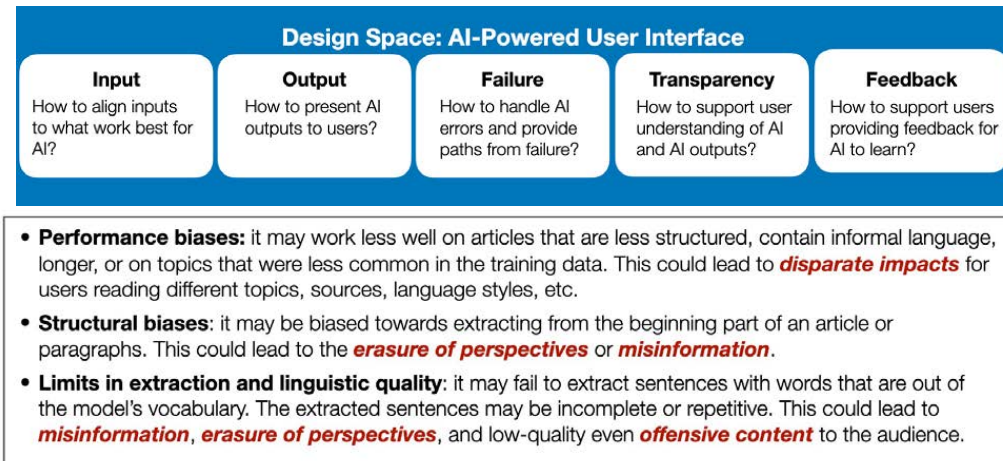 Design Space: AI-Powered User Interface
Input
How to align inputs
to what work best for
AI?
Output
How to present AI
outputs to users?
Failure
How to handle AI
errors and provide
paths from failure?
Transparency
How to support user
understanding of AI
and AI outputs?
Feedback
How to support users
providing feedback for
AI to learn?
• Performance biases: it may work less well on articles that are less structured, contain informal language,
longer, or on topics that were less common in the training data. This could lead to disparate impacts for
users reading different topics, sources, language styles, etc.
• Structural biases: it may be biased towards extracting from the beginning part of an article or
paragraphs. This could lead to the erasure of perspectives or misinformation.
• Limits in extraction and linguistic quality: it may fail to extract sentences with words that are out of
the model's vocabulary. The extracted sentences may be incomplete or repetitive. This could lead to
misinformation, erasure of perspectives, and low-quality even offensive content to the audience.